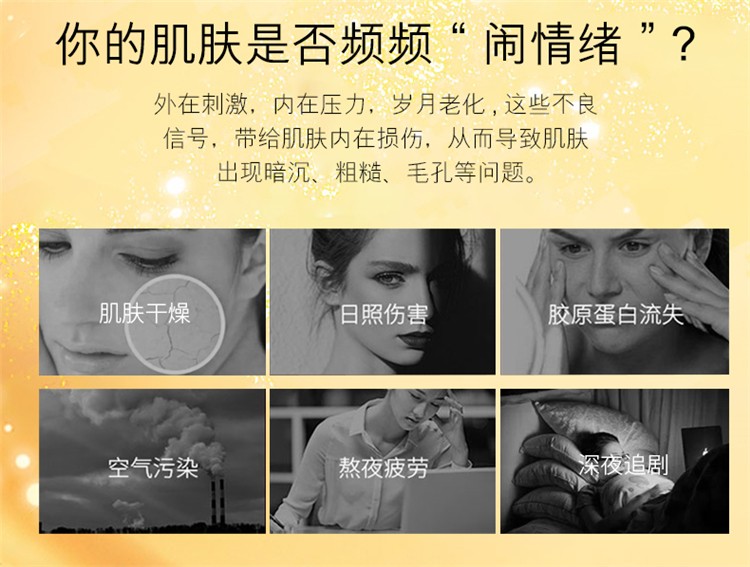 你的肌肤是否频频“闹情绪”？
外在刺激，内在压力，岁月老化,这些不良
信号，带给肌肤内在损伤，从而导致肌肤
出现暗沉、粗糙、毛孔等问题。
肌肤干燥
日照伤害
胶原蛋白流失
空气污染
熬夜疲劳
深夜追剧